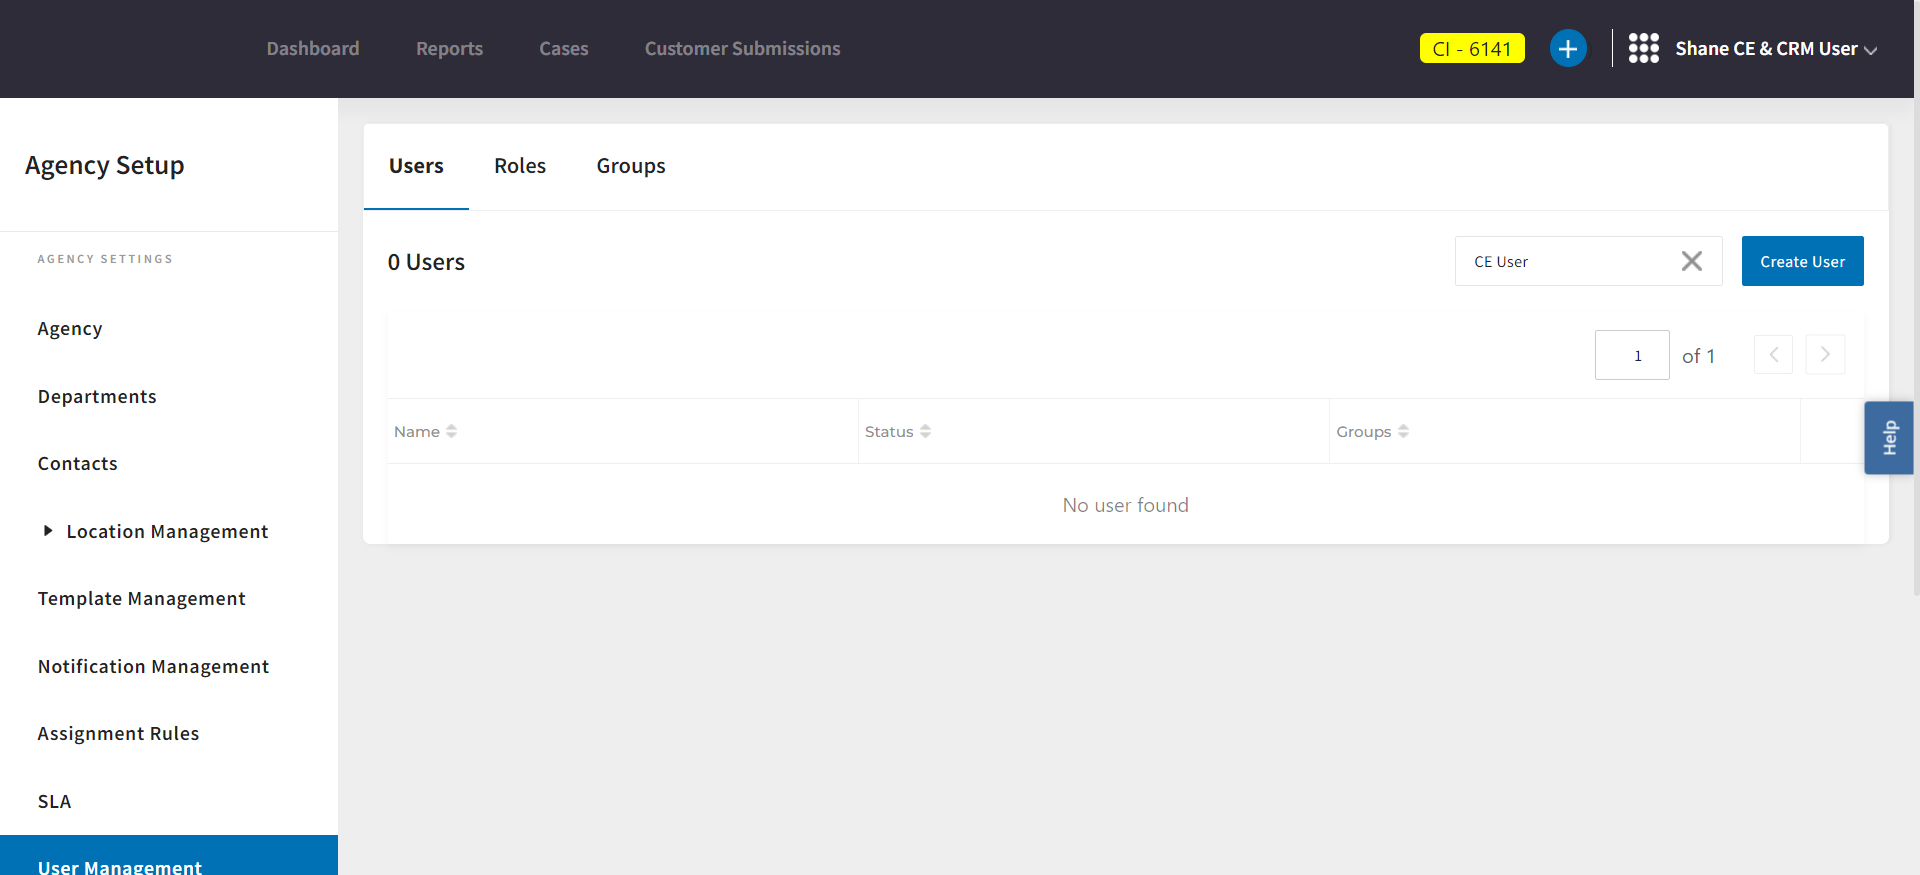 Dashboard Reports Cases Customer Submissions CI - 6141 Shane CE & CRM User
Agency Setup
AGENCY SETTINGS
Agency
Departments
Contacts
Location Management
Template Management
Notification Management
Assignment Rules
SLA
User Management
Users Roles Groups
0 Users CE User Create User
1 of 1
Name Status Groups
No user found
Help